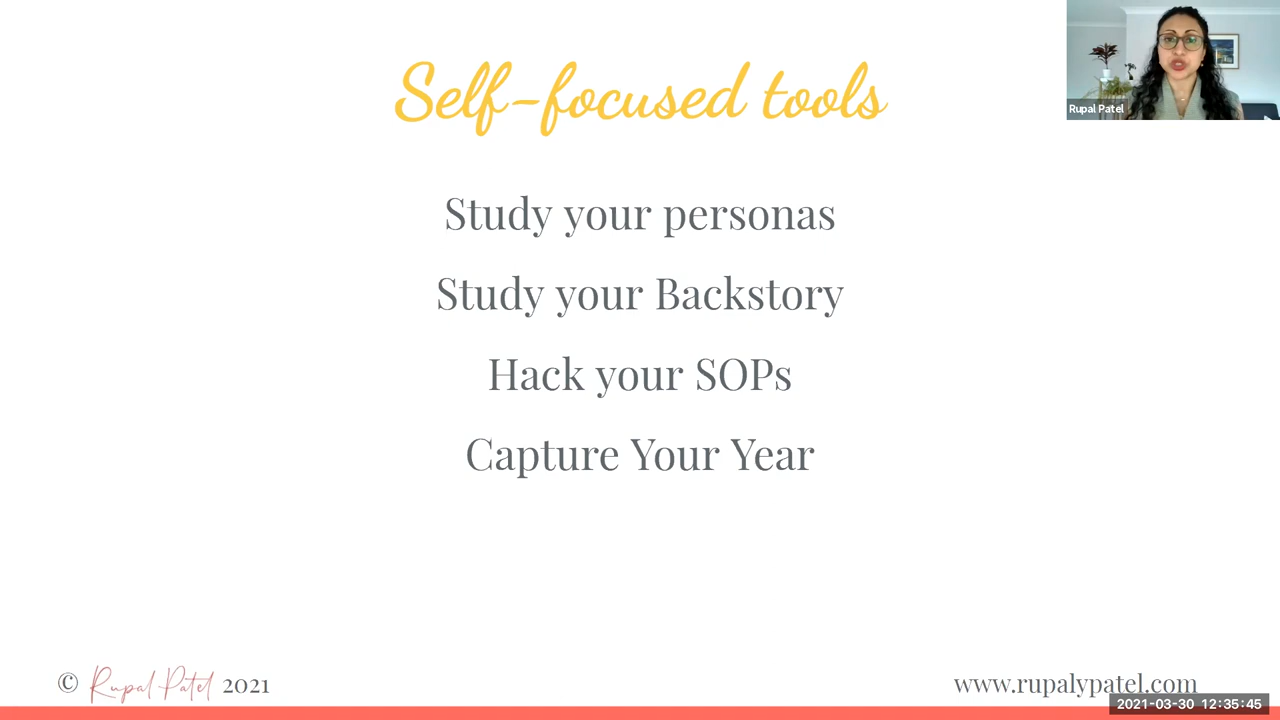 Self-focused tools
Rupal Patel
Study your personas
Study your Backstory
Hack your SOPs
Capture Your Year
© Rupal Patel 2021
www.rupalypatel.com
2021-03-30 12:35:45